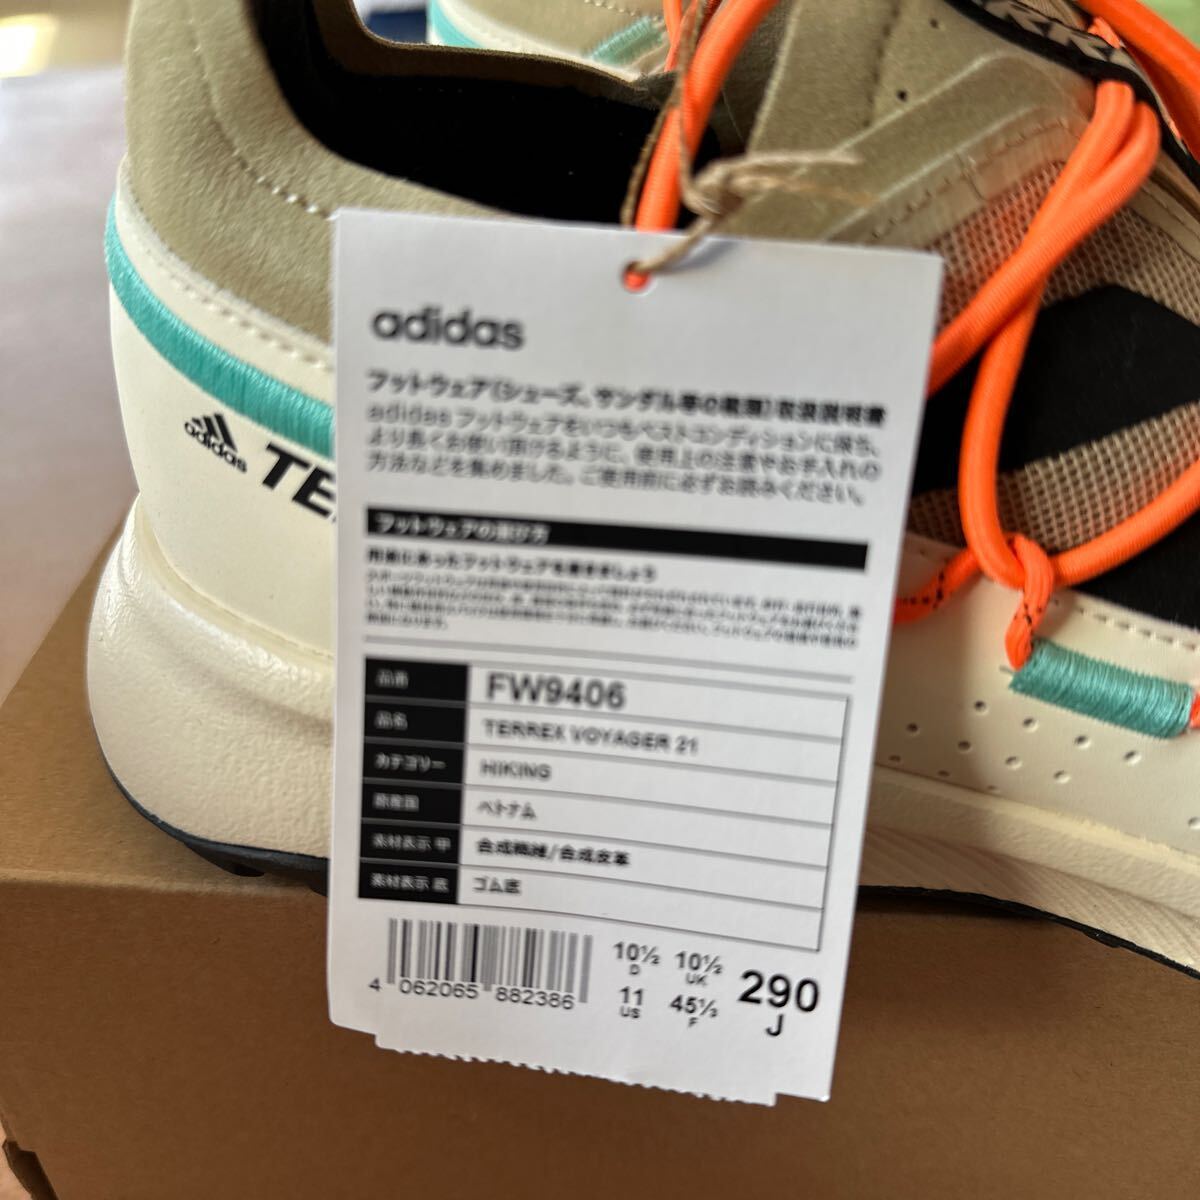 adidas
フットウェア(シューズ、サンダル等の靴類)取扱説明書
adidas フットウェアをいつもベストコンディションに保ち、
より長くお使い頂けるように、使用上の注意やお手入れの
方法などを集めました。ご使用前に必ずお読みください。
フットウェアの選び方
用途にあったフットウェアを履きましょう
品番 FW9406
品名 TERREX VOYAGER 21
カテゴリー HIKING
原産国 ベトナム
素材表示 甲 合成繊維/合成皮革
素材表示 底 ゴム底
4 062065 882386
10½ D
10½ UK
11 US
45⅓ F
290 J
adidas